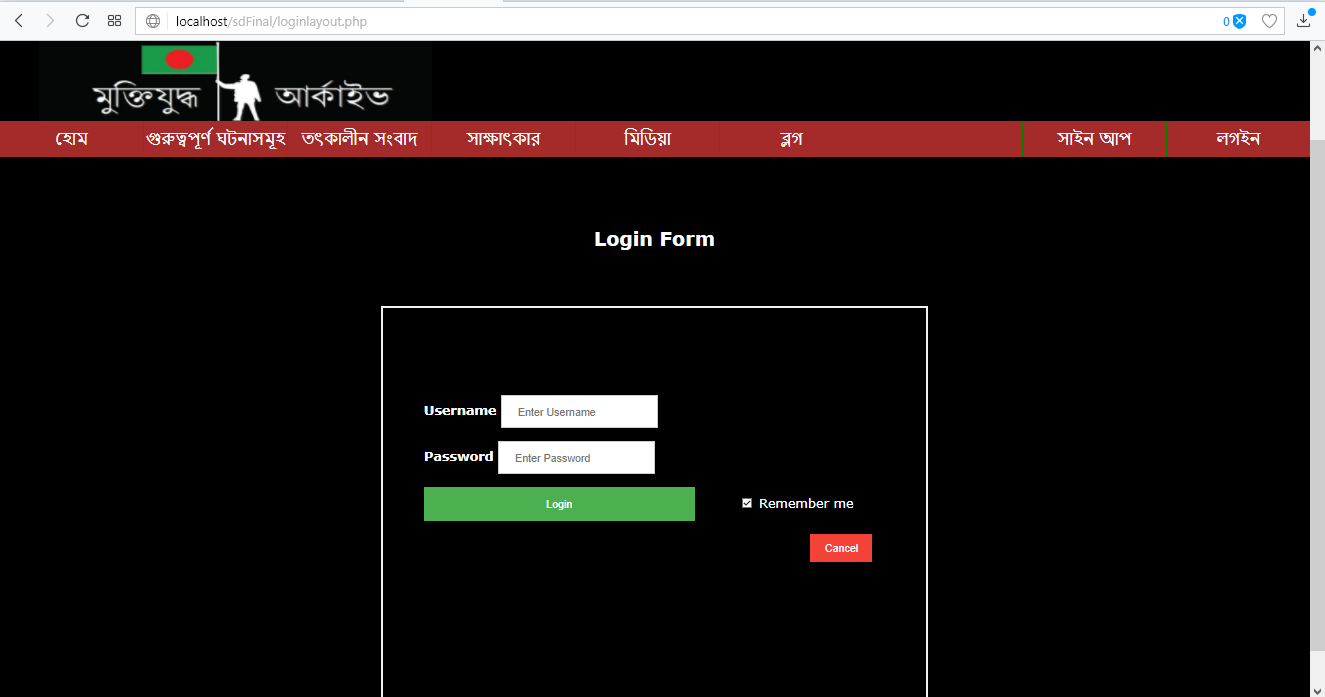 localhost/sdFinal/loginlayout.php
0
মুক্তিযুদ্ধ আর্কাইভ
হোম গুরুত্বপূর্ণ ঘটনাসমূহ তৎকালীন সংবাদ সাক্ষাৎকার মিডিয়া ব্লগ সাইন আপ লগইন
Login Form
Username Enter Username
Password Enter Password
Login Remember me
Cancel